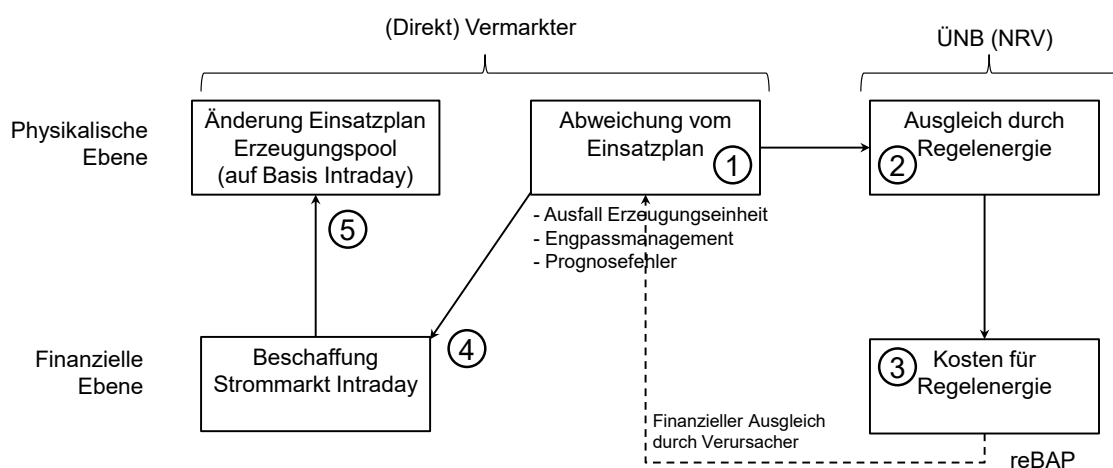 (Direkt) Vermarkter
ÜNB (NRV)
Physikalische
Ebene
Änderung Einsatzplan
Erzeugungspool
(auf Basis Intraday)
5
Abweichung vom
Einsatzplan
1
- Ausfall Erzeugungseinheit
- Engpassmanagement
- Prognosefehler
Ausgleich durch
Regelenergie
2
Finanzielle
Ebene
Beschaffung
Strommarkt Intraday
4
Kosten für
Regelenergie
3
Finanzieller Ausgleich
durch Verursacher
reBAP